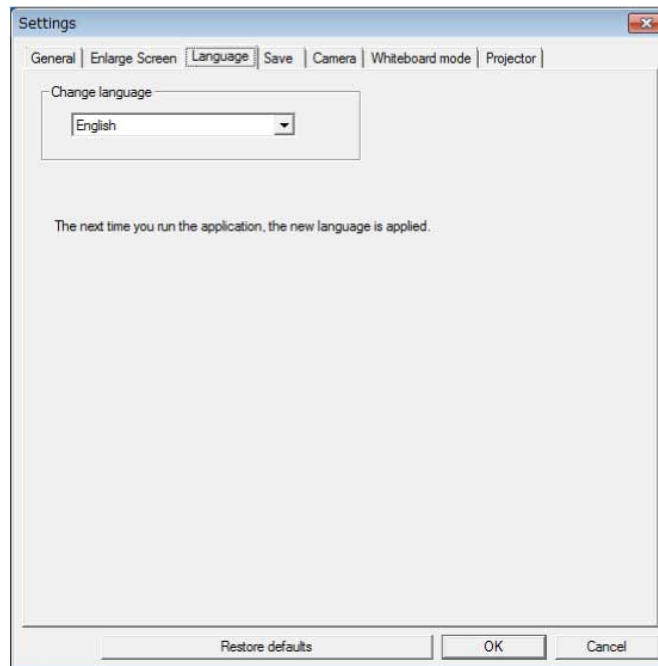 Settings
General Enlarge Screen Language Save Camera Whiteboard mode Projector
Change language
English
The next time you run the application, the new language is applied.
Restore defaults OK Cancel